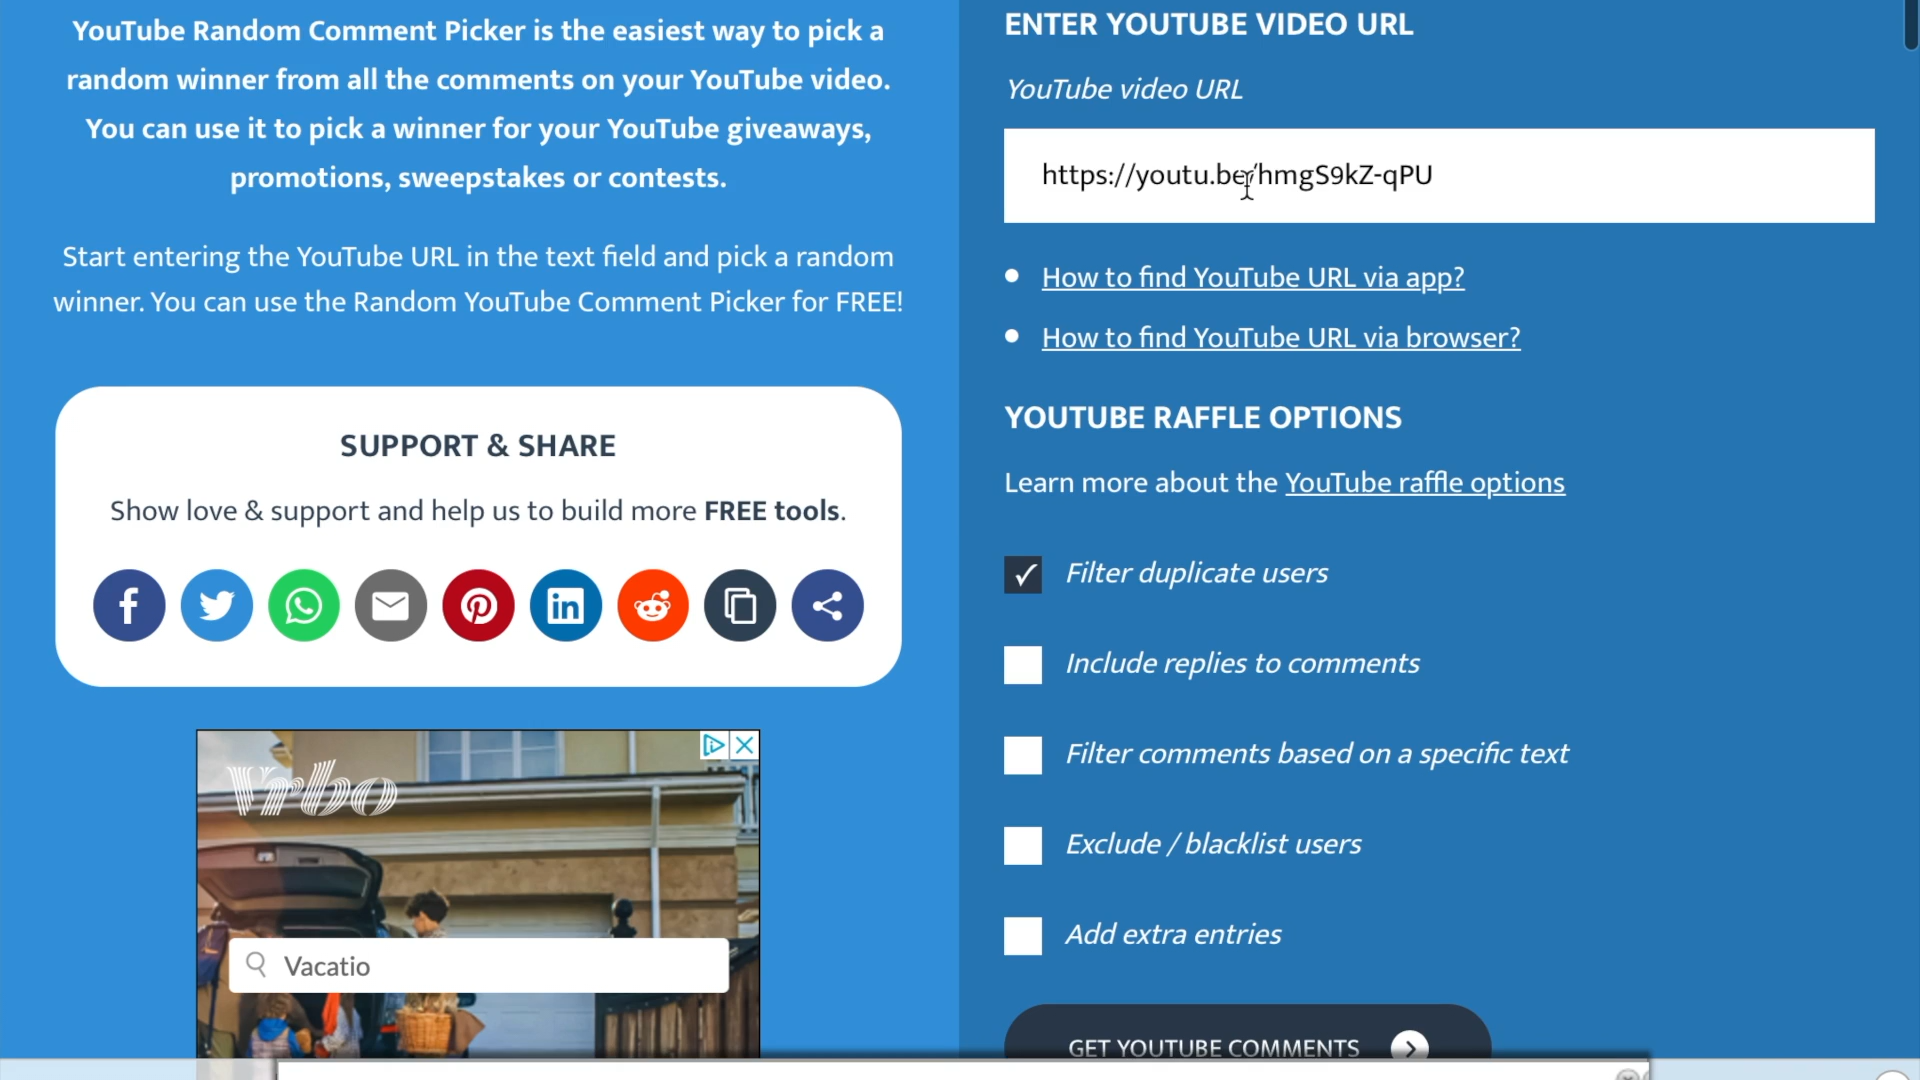 YouTube Random Comment Picker is the easiest way to pick a
random winner from all the comments on your YouTube video.
You can use it to pick a winner for your YouTube giveaways,
promotions, sweepstakes or contests.
Start entering the YouTube URL in the text field and pick a random
winner. You can use the Random YouTube Comment Picker for FREE!
SUPPORT & SHARE
Show love & support and help us to build more FREE tools.
Vrbo
Vacatio
ENTER YOUTUBE VIDEO URL
YouTube video URL
https://youtu.be/hmgS9kZ-qPU
How to find YouTube URL via app?
How to find YouTube URL via browser?
YOUTUBE RAFFLE OPTIONS
Learn more about the YouTube raffle options
Filter duplicate users
Include replies to comments
Filter comments based on a specific text
Exclude / blacklist users
Add extra entries
GET YOUTUBE COMMENTS